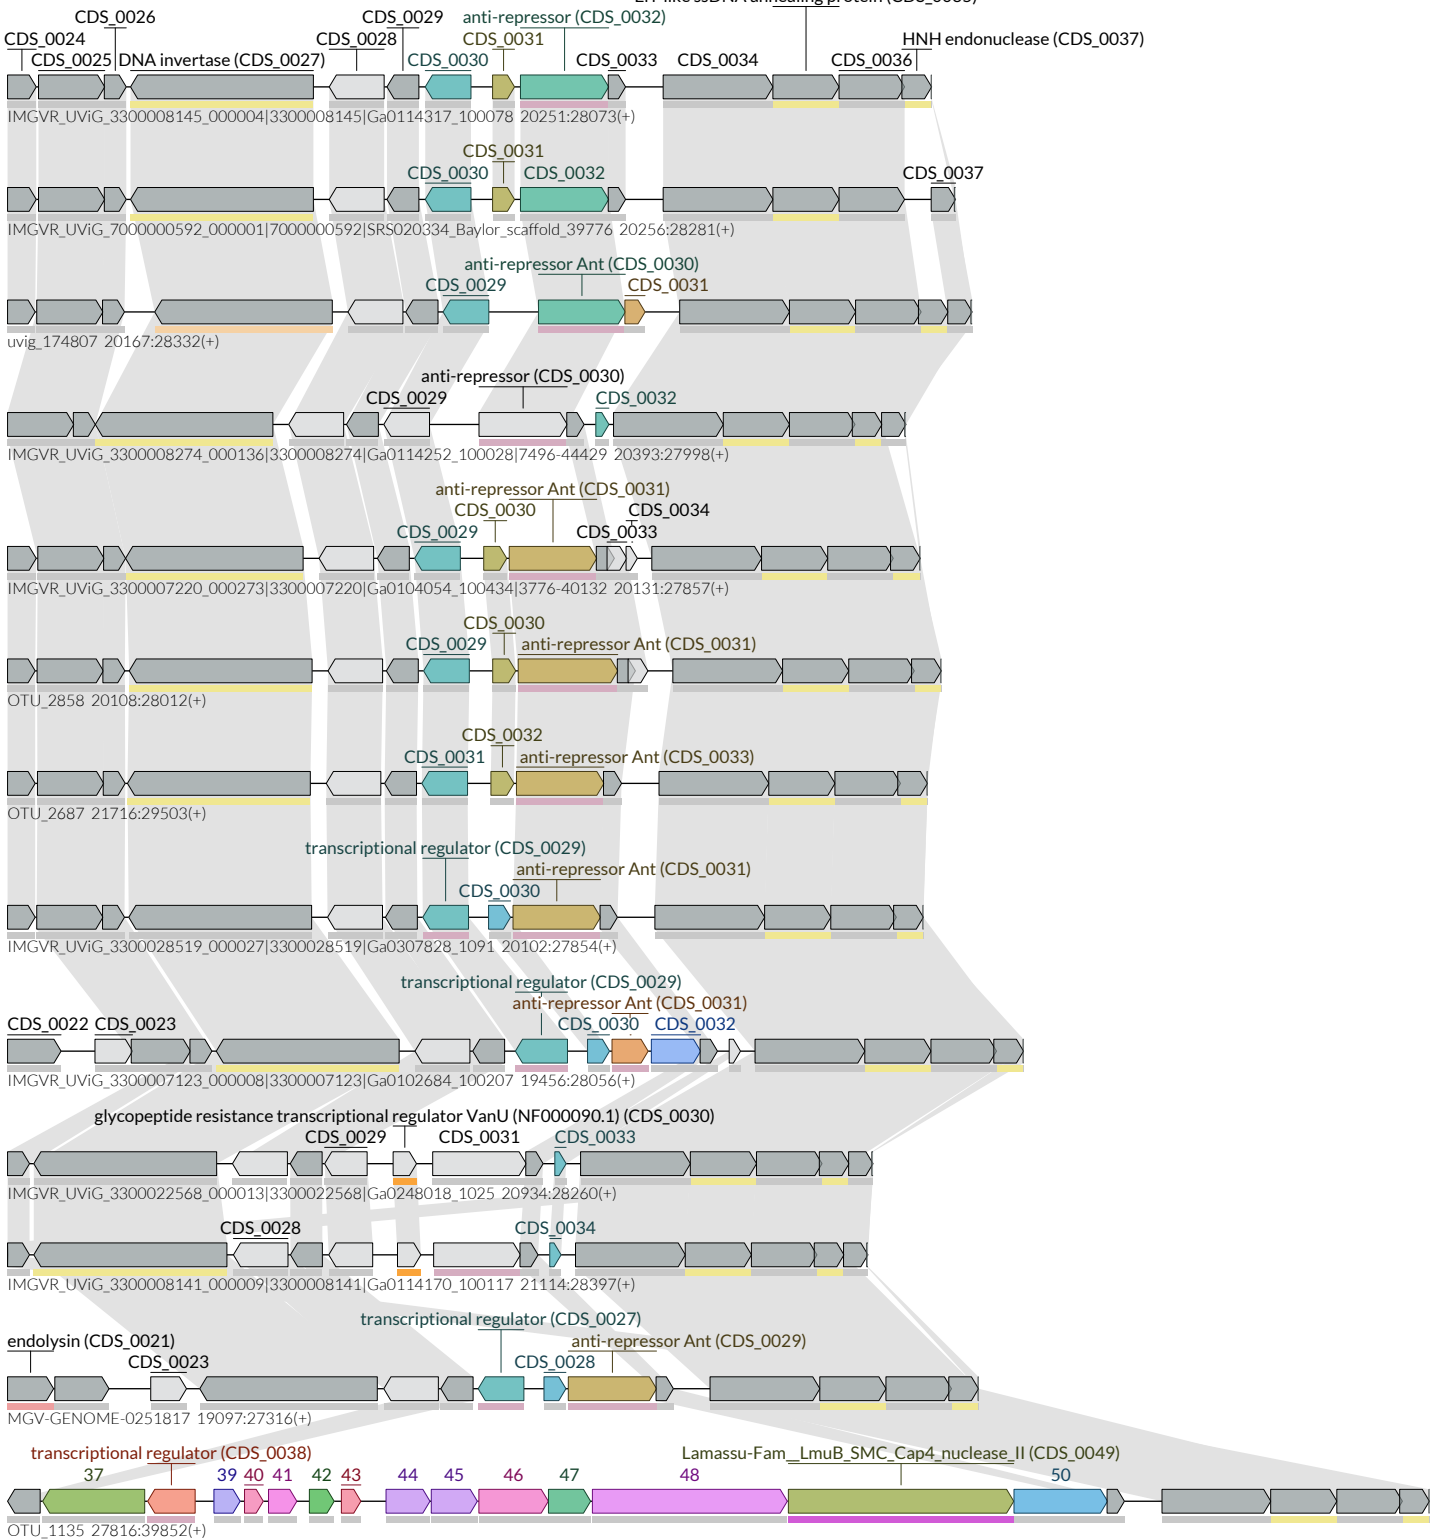 CDS_0026 CDS_0029 anti-repressor (CDS_0032)
CDS_0024 CDS_0028 CDS_0031 HNH endonuclease (CDS_0037)
CDS_0025 DNA invertase (CDS_0027) CDS_0030 CDS_0033 CDS_0034 CDS_0036
IMGVR_UViG_3300008145_000004|3300008145|Ga0114317_100078 20251:28073(+)
CDS_0031
CDS_0030 CDS_0032 CDS_0037
IMGVR_UViG_7000000592_000001|7000000592|SRS020334_Baylor_scaffold_39776 20256:28281(+)
anti-repressor Ant (CDS_0030)
CDS_0029 CDS_0031
uvig_174807 20167:28332(+)
anti-repressor (CDS_0030)
CDS_0029 CDS_0032
IMGVR_UViG_3300008274_000136|3300008274|Ga0114252_100028|7496-44429 20393:27998(+)
anti-repressor Ant (CDS_0031)
CDS_0030 CDS_0034
CDS_0029 CDS_0033
IMGVR_UViG_3300007220_000273|3300007220|Ga0104054_100434|3776-40132 20131:27857(+)
CDS_0030
CDS_0029 anti-repressor Ant (CDS_0031)
OTU_2858 20108:28012(+)
CDS_0032
CDS_0031 anti-repressor Ant (CDS_0033)
OTU_2687 21716:29503(+)
transcriptional regulator (CDS_0029)
anti-repressor Ant (CDS_0031)
CDS_0030
IMGVR_UViG_3300028519_000027|3300028519|Ga0307828_1091 20102:27854(+)
transcriptional regulator (CDS_0029)
anti-repressor Ant (CDS_0031)
CDS_0022 CDS_0023 CDS_0030 CDS_0032
IMGVR_UViG_3300007123_000008|3300007123|Ga0102684_100207 19456:28056(+)
glycopeptide resistance transcriptional regulator VanU (NF000090.1) (CDS_0030)
CDS_0029 CDS_0031 CDS_0033
IMGVR_UViG_3300022568_000013|3300022568|Ga0248018_1025 20934:28260(+)
CDS_0028 CDS_0034
IMGVR_UViG_3300008141_000009|3300008141|Ga0114170_100117 21114:28397(+)
transcriptional regulator (CDS_0027)
endolysin (CDS_0021) anti-repressor Ant (CDS_0029)
CDS_0023 CDS_0028
MGV-GENOME-0251817 19097:27316(+)
transcriptional regulator (CDS_0038) Lamassu-Fam__LmuB_SMC_Cap4_nuclease_II (CDS_0049)
37 39 40 41 42 43 44 45 46 47 48 50
OTU_1135 27816:39852(+)